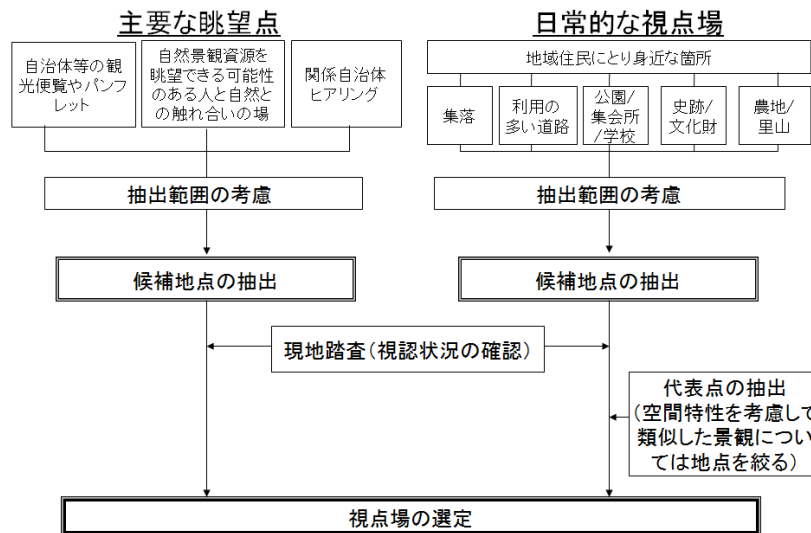 主要な眺望点
自治体等の観
光便覧やパンフ
レット
自然景観資源を
眺望できる可能性
のある人と自然と
の触れ合いの場
関係自治体
ヒアリング
抽出範囲の考慮
候補地点の抽出
日常的な視点場
地域住民にとり身近な箇所
集落
利用の
多い道路
公園/
集会所
/学校
史跡/
文化財
農地/
里山
抽出範囲の考慮
候補地点の抽出
現地踏査(視認状況の確認)
代表点の抽出
(空間特性を考慮して
類似した景観につい
ては地点を絞る)
視点場の選定